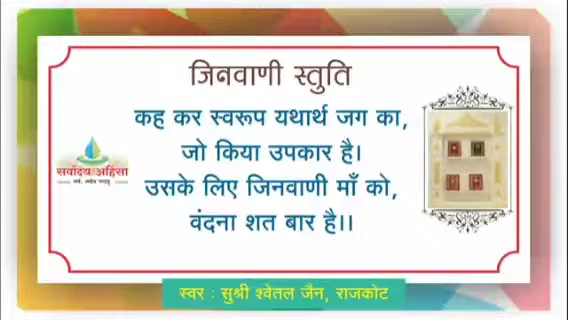 जिनवाणी स्तुति
कह कर स्वरूप यथार्थ जग का,
जो किया उपकार है।
उसके लिए जिनवाणी माँ को,
वंदना शत बार है।।
सर्वोदय अहिंसा
स्वर : सुश्री श्वेतल जैन, राजकोट